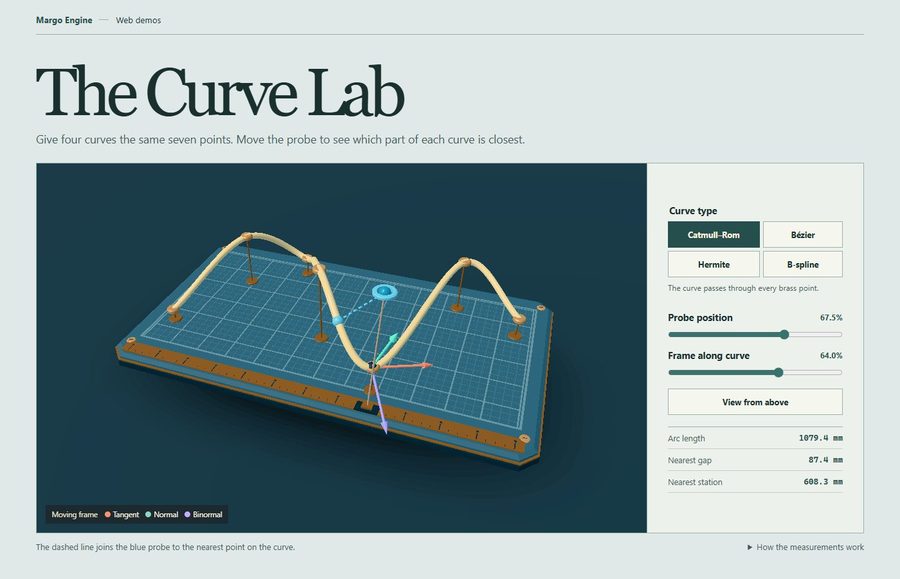 Margo Engine — Web demos
The Curve Lab
Give four curves the same seven points. Move the probe to see which part of each curve is closest.
Curve type
Catmull–Rom
Bézier
Hermite
B-spline
The curve passes through every brass point.
Probe position 67.5%
Frame along curve 64.0%
View from above
Arc length 1079.4 mm
Nearest gap 87.4 mm
Nearest station 608.3 mm
Moving frame Tangent Normal Binormal
The dashed line joins the blue probe to the nearest point on the curve.
How the measurements work